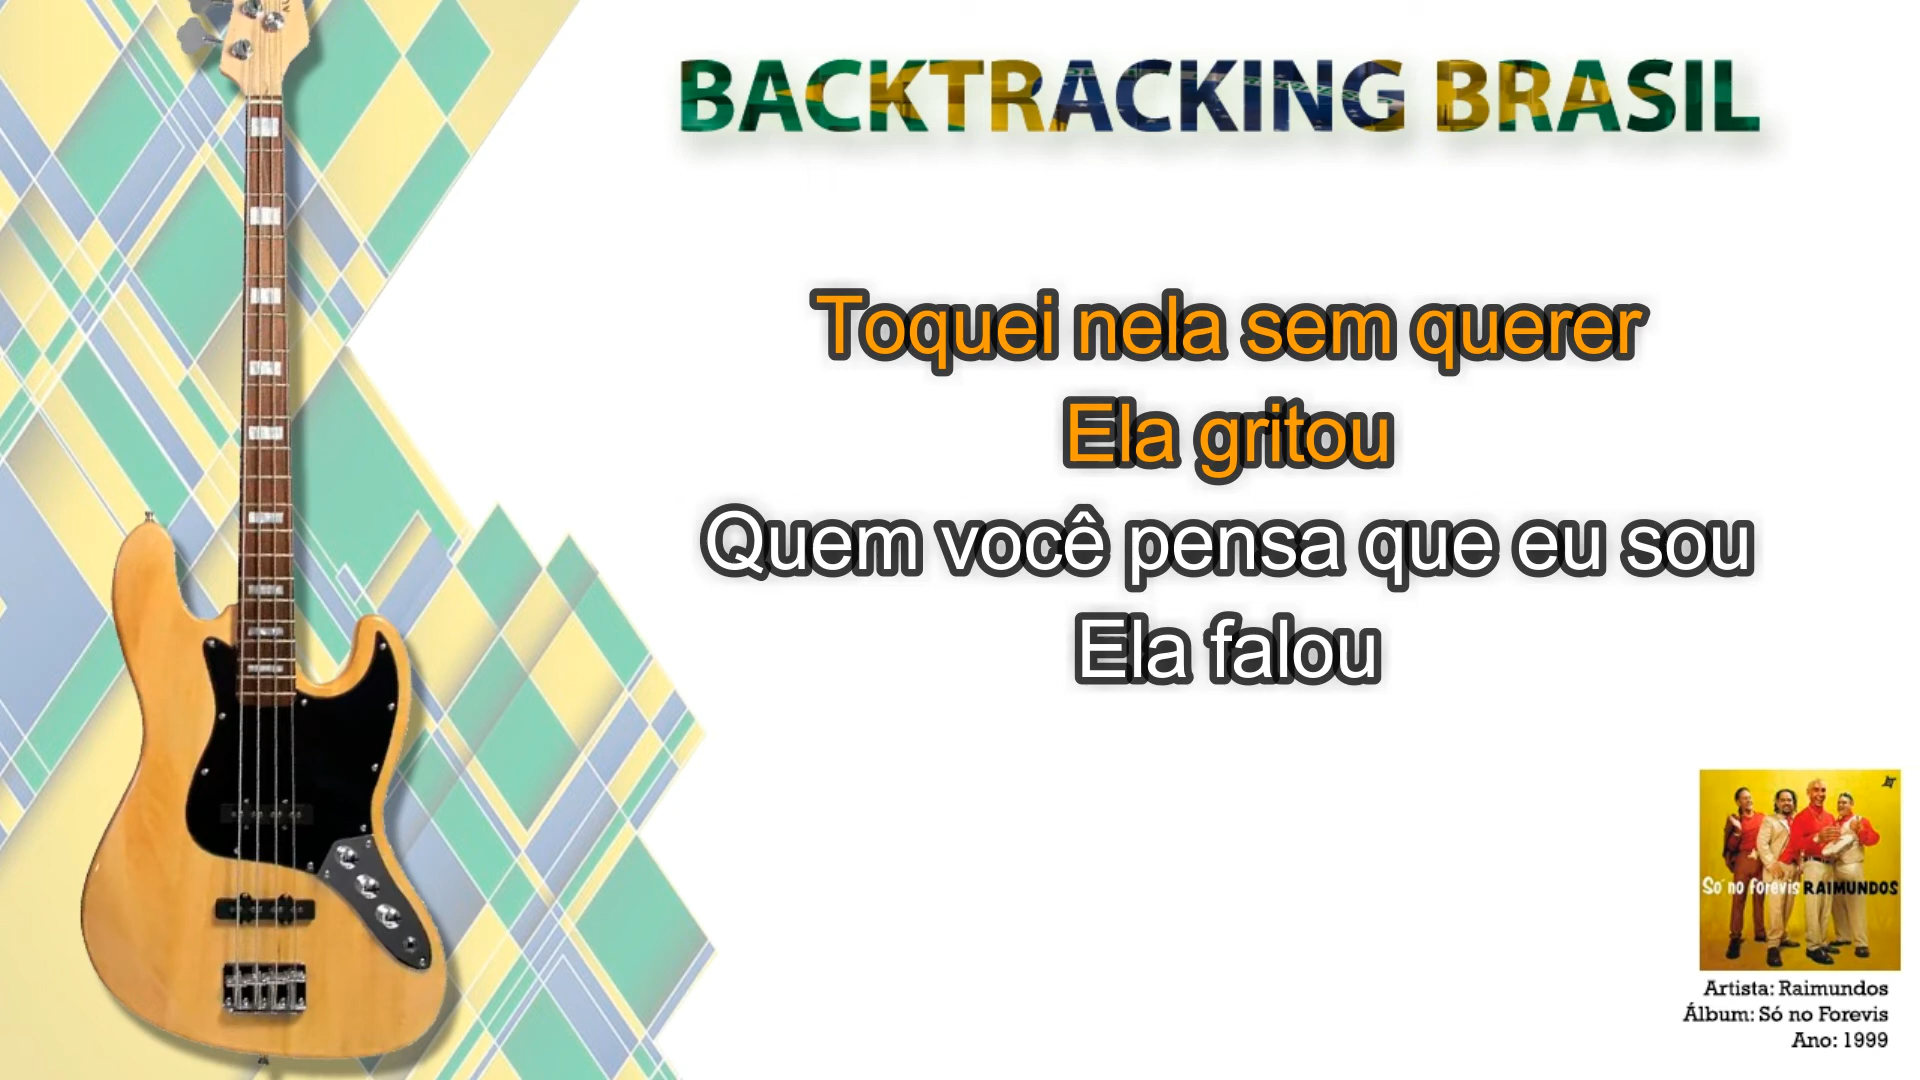 BACKTRACKING BRASIL
Toquei nela sem querer
Ela gritou
Quem você pensa que eu sou
Ela falou
Só no forevis RAIMUNDOS
Artista: Raimundos
Álbum: Só no Forevis
Ano: 1999